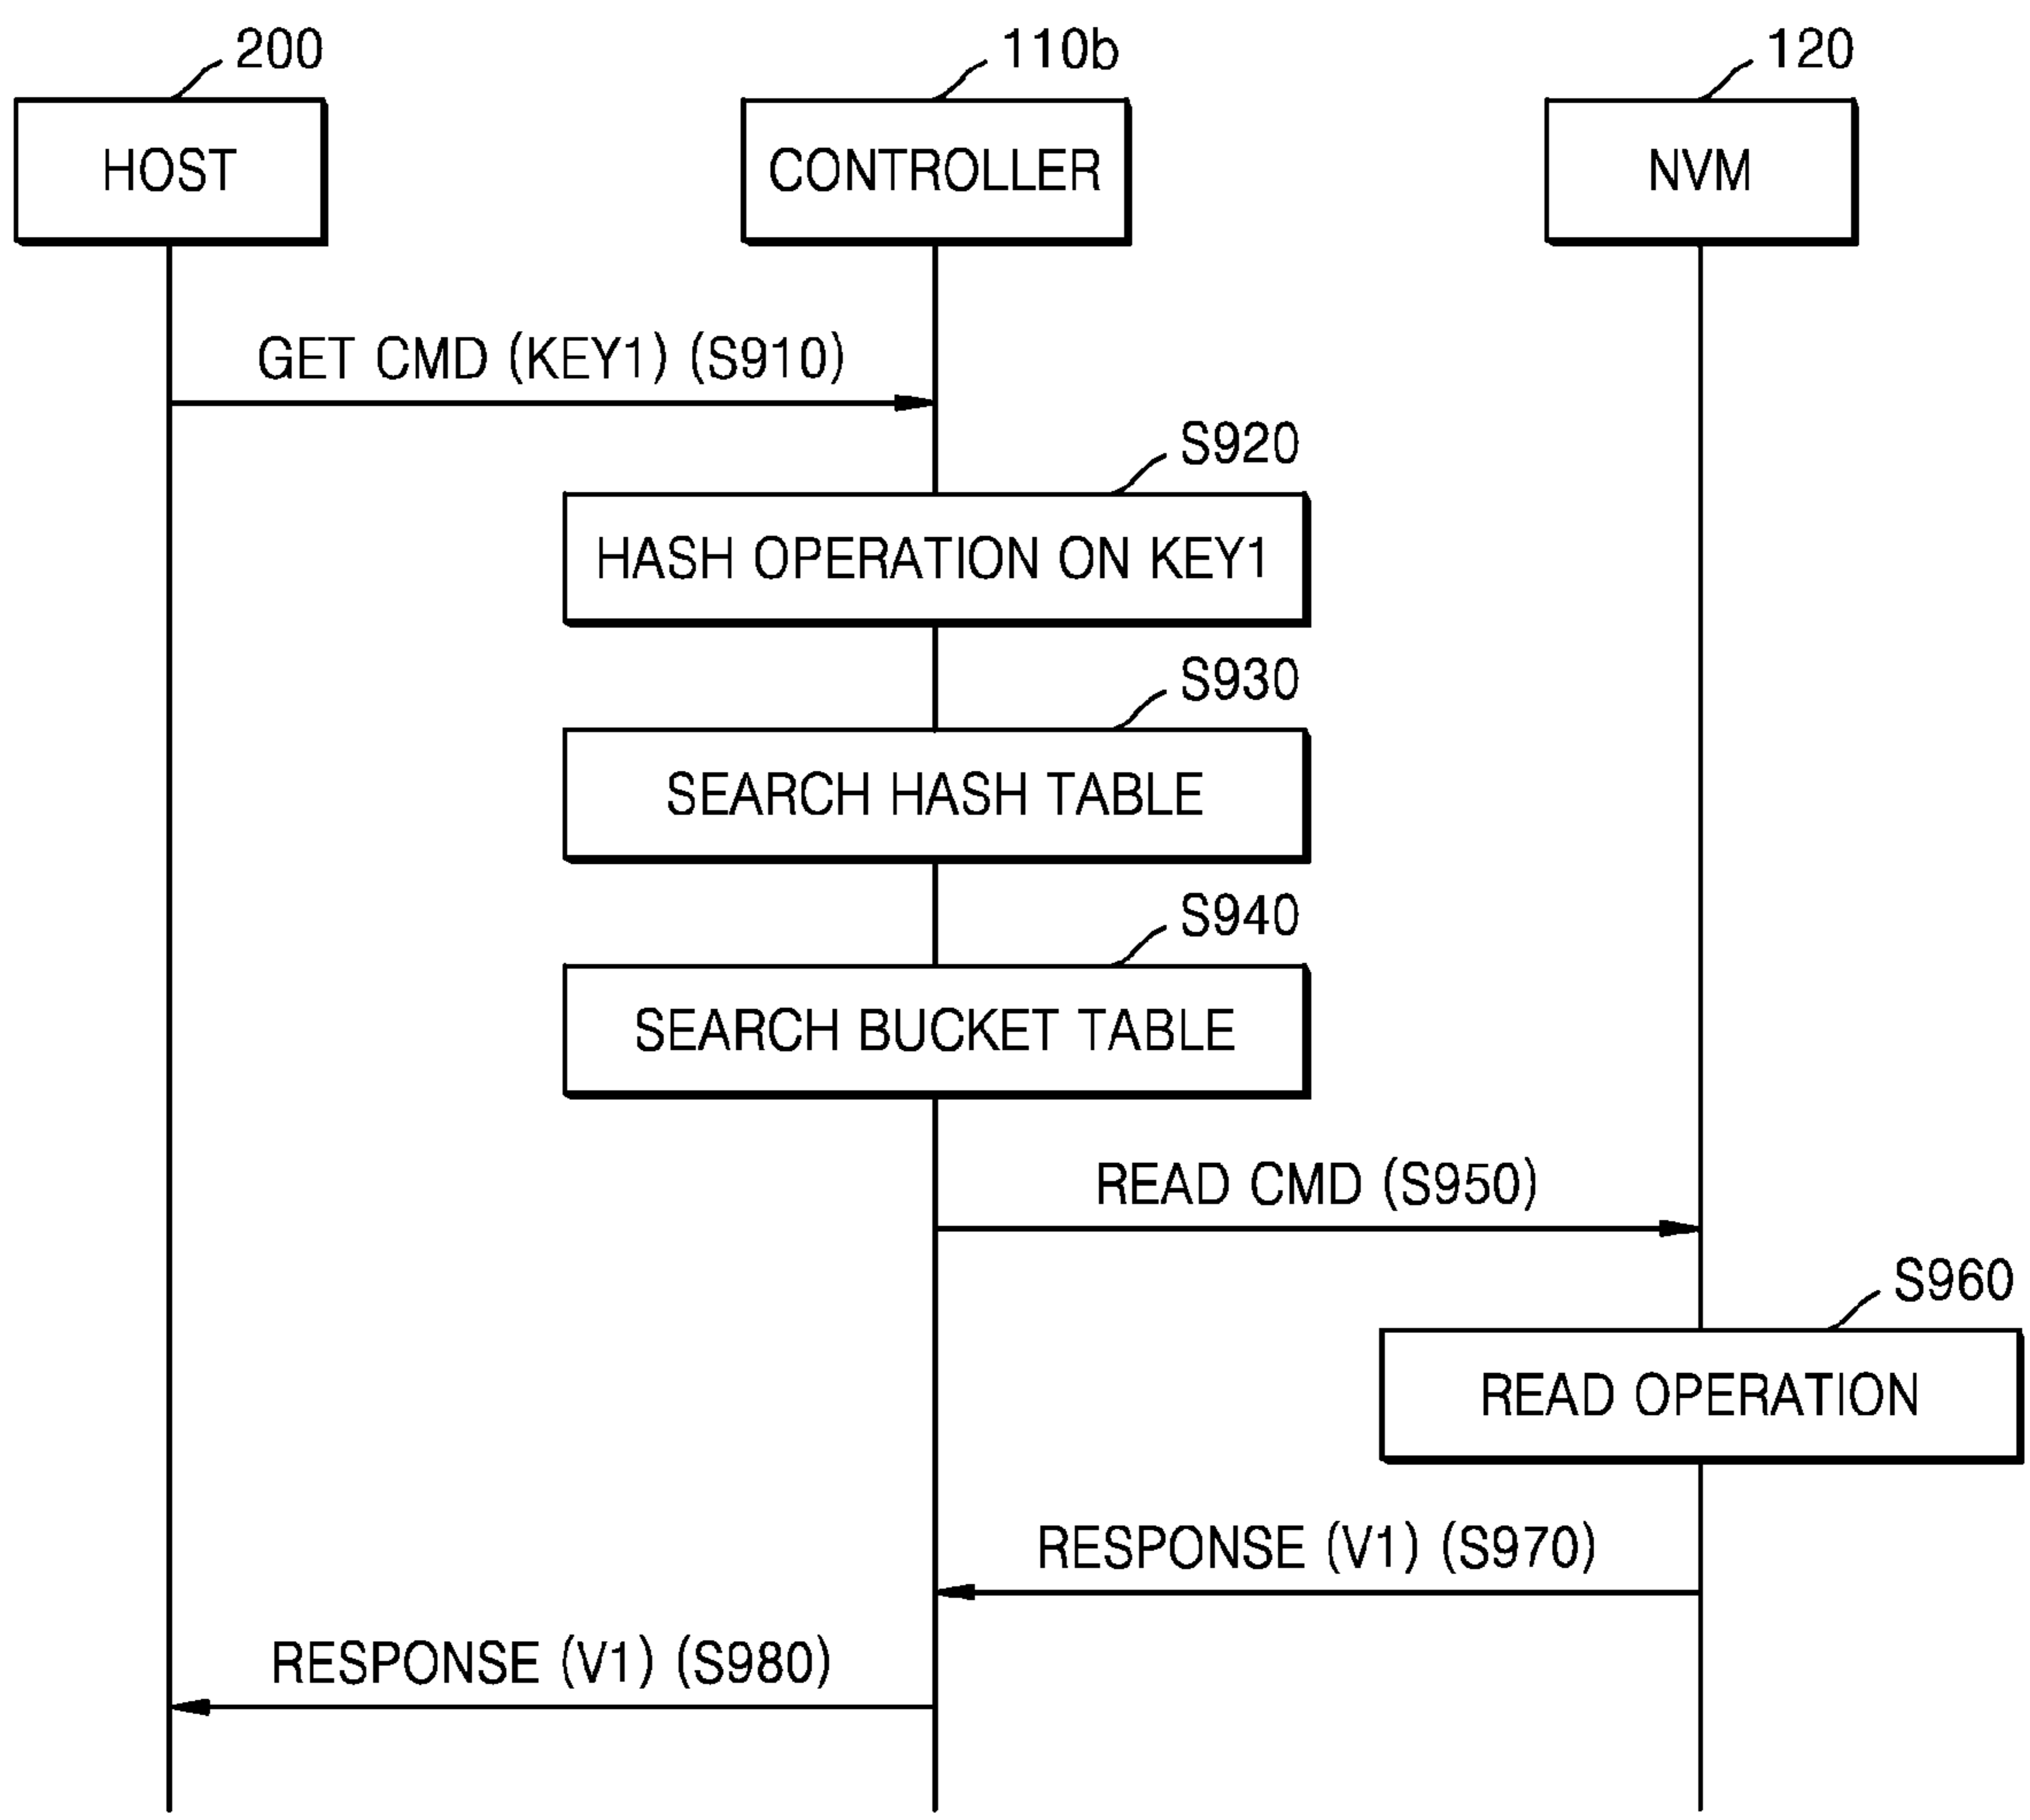 200
110b
120
HOST
CONTROLLER
NVM
GET CMD (KEY1) (S910)
S920
HASH OPERATION ON KEY1
S930
SEARCH HASH TABLE
S940
SEARCH BUCKET TABLE
READ CMD (S950)
S960
READ OPERATION
RESPONSE (V1) (S970)
RESPONSE (V1) (S980)